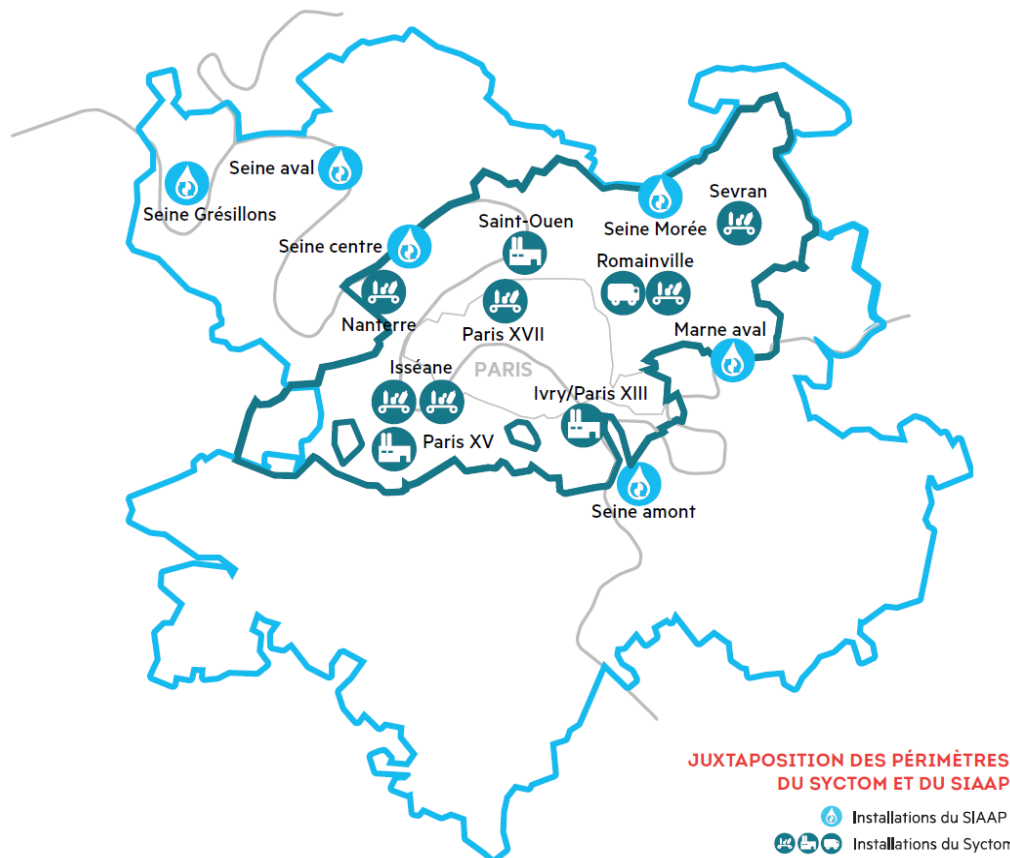 Seine aval
Seine Grésillons
Seine centre
Saint-Ouen
Seine Morée
Sevran
Romainville
Nanterre
Paris XVII
Marne aval
Isséane
PARIS
Ivry/Paris XIII
Paris XV
Seine amont
JUXTAPOSITION DES PÉRIMÈTRES
DU SYCTOM ET DU SIAAP
Installations du SIAAP
Installations du Syctom